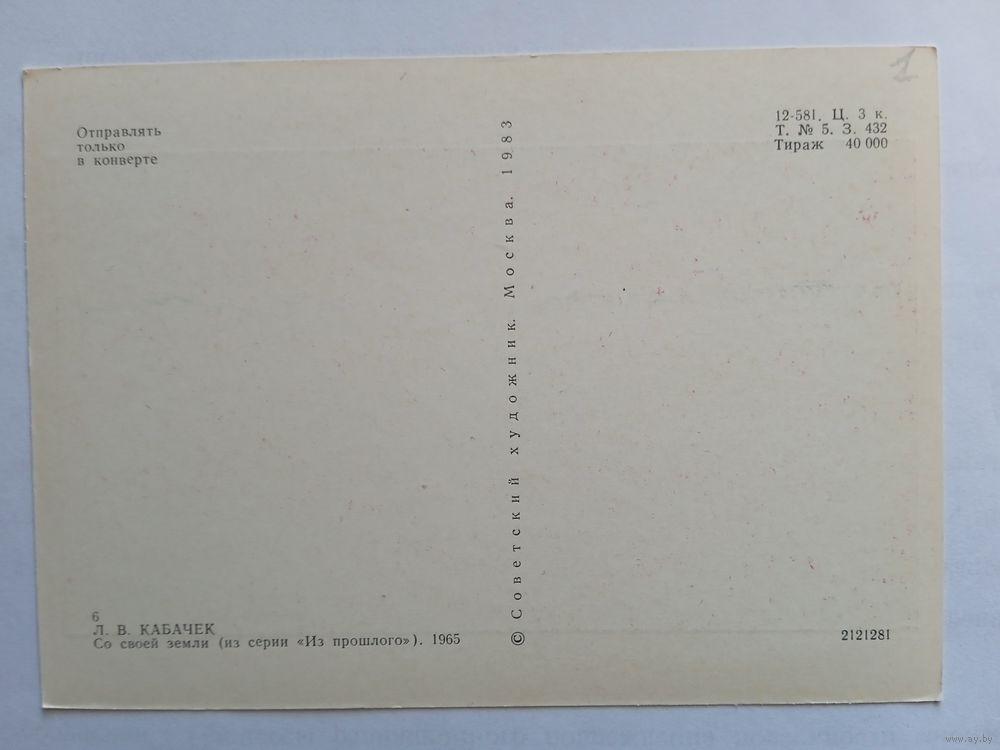 Отправлять
только
в конверте
1
12-581. Ц. 3 к.
Т. № 5. З. 432
Тираж 40 000
© Советский художник. Москва. 1983
6
Л. В. КАБАЧЕК
Со своей земли (из серии «Из прошлого»). 1965
2121281
www.ay.by